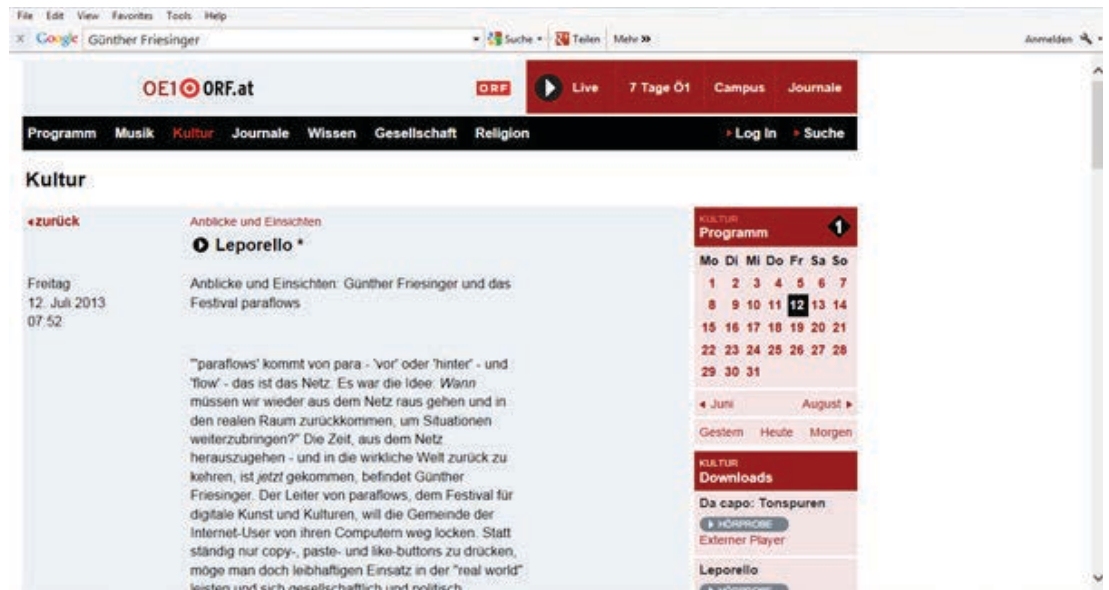 File Edit View Favorites Tools Help
x Google Günther Friesinger Suche Teilen Mehr » Anmelden
OE1 ORF.at ORF Live 7 Tage Ö1 Campus Journale
Programm Musik Kultur Journale Wissen Gesellschaft Religion Log In Suche
Kultur
zurück
Freitag
12. Juli 2013
07:52
Anblicke und Einsichten
Leporello *
Anblicke und Einsichten: Günther Friesinger und das
Festival paraflows
"'paraflows' kommt von para - 'vor' oder 'hinter' - und
'flow' - das ist das Netz. Es war die Idee: Wann
müssen wir wieder aus dem Netz raus gehen und in
den realen Raum zurückkommen, um Situationen
weiterzubringen?" Die Zeit, aus dem Netz
herauszugehen - und in die wirkliche Welt zurück zu
kehren, ist jetzt gekommen, befindet Günther
Friesinger. Der Leiter von paraflows, dem Festival für
digitale Kunst und Kulturen, will die Gemeinde der
Internet-User von ihren Computern weg locken. Statt
ständig nur copy-, paste- und like-buttons zu drücken,
möge man doch leibhaftigen Einsatz in der "real world"
leisten und sich gesellschaftlich und politisch
KULTUR
Programm
1
Mo Di Mi Do Fr Sa So
1 2 3 4 5 6 7
8 9 10 11 12 13 14
15 16 17 18 19 20 21
22 23 24 25 26 27 28
29 30 31
Juni August
Gestern Heute Morgen
KULTUR
Downloads
Da capo: Tonspuren
HÖRPROBE
Externer Player
Leporello
HÖRPROBE